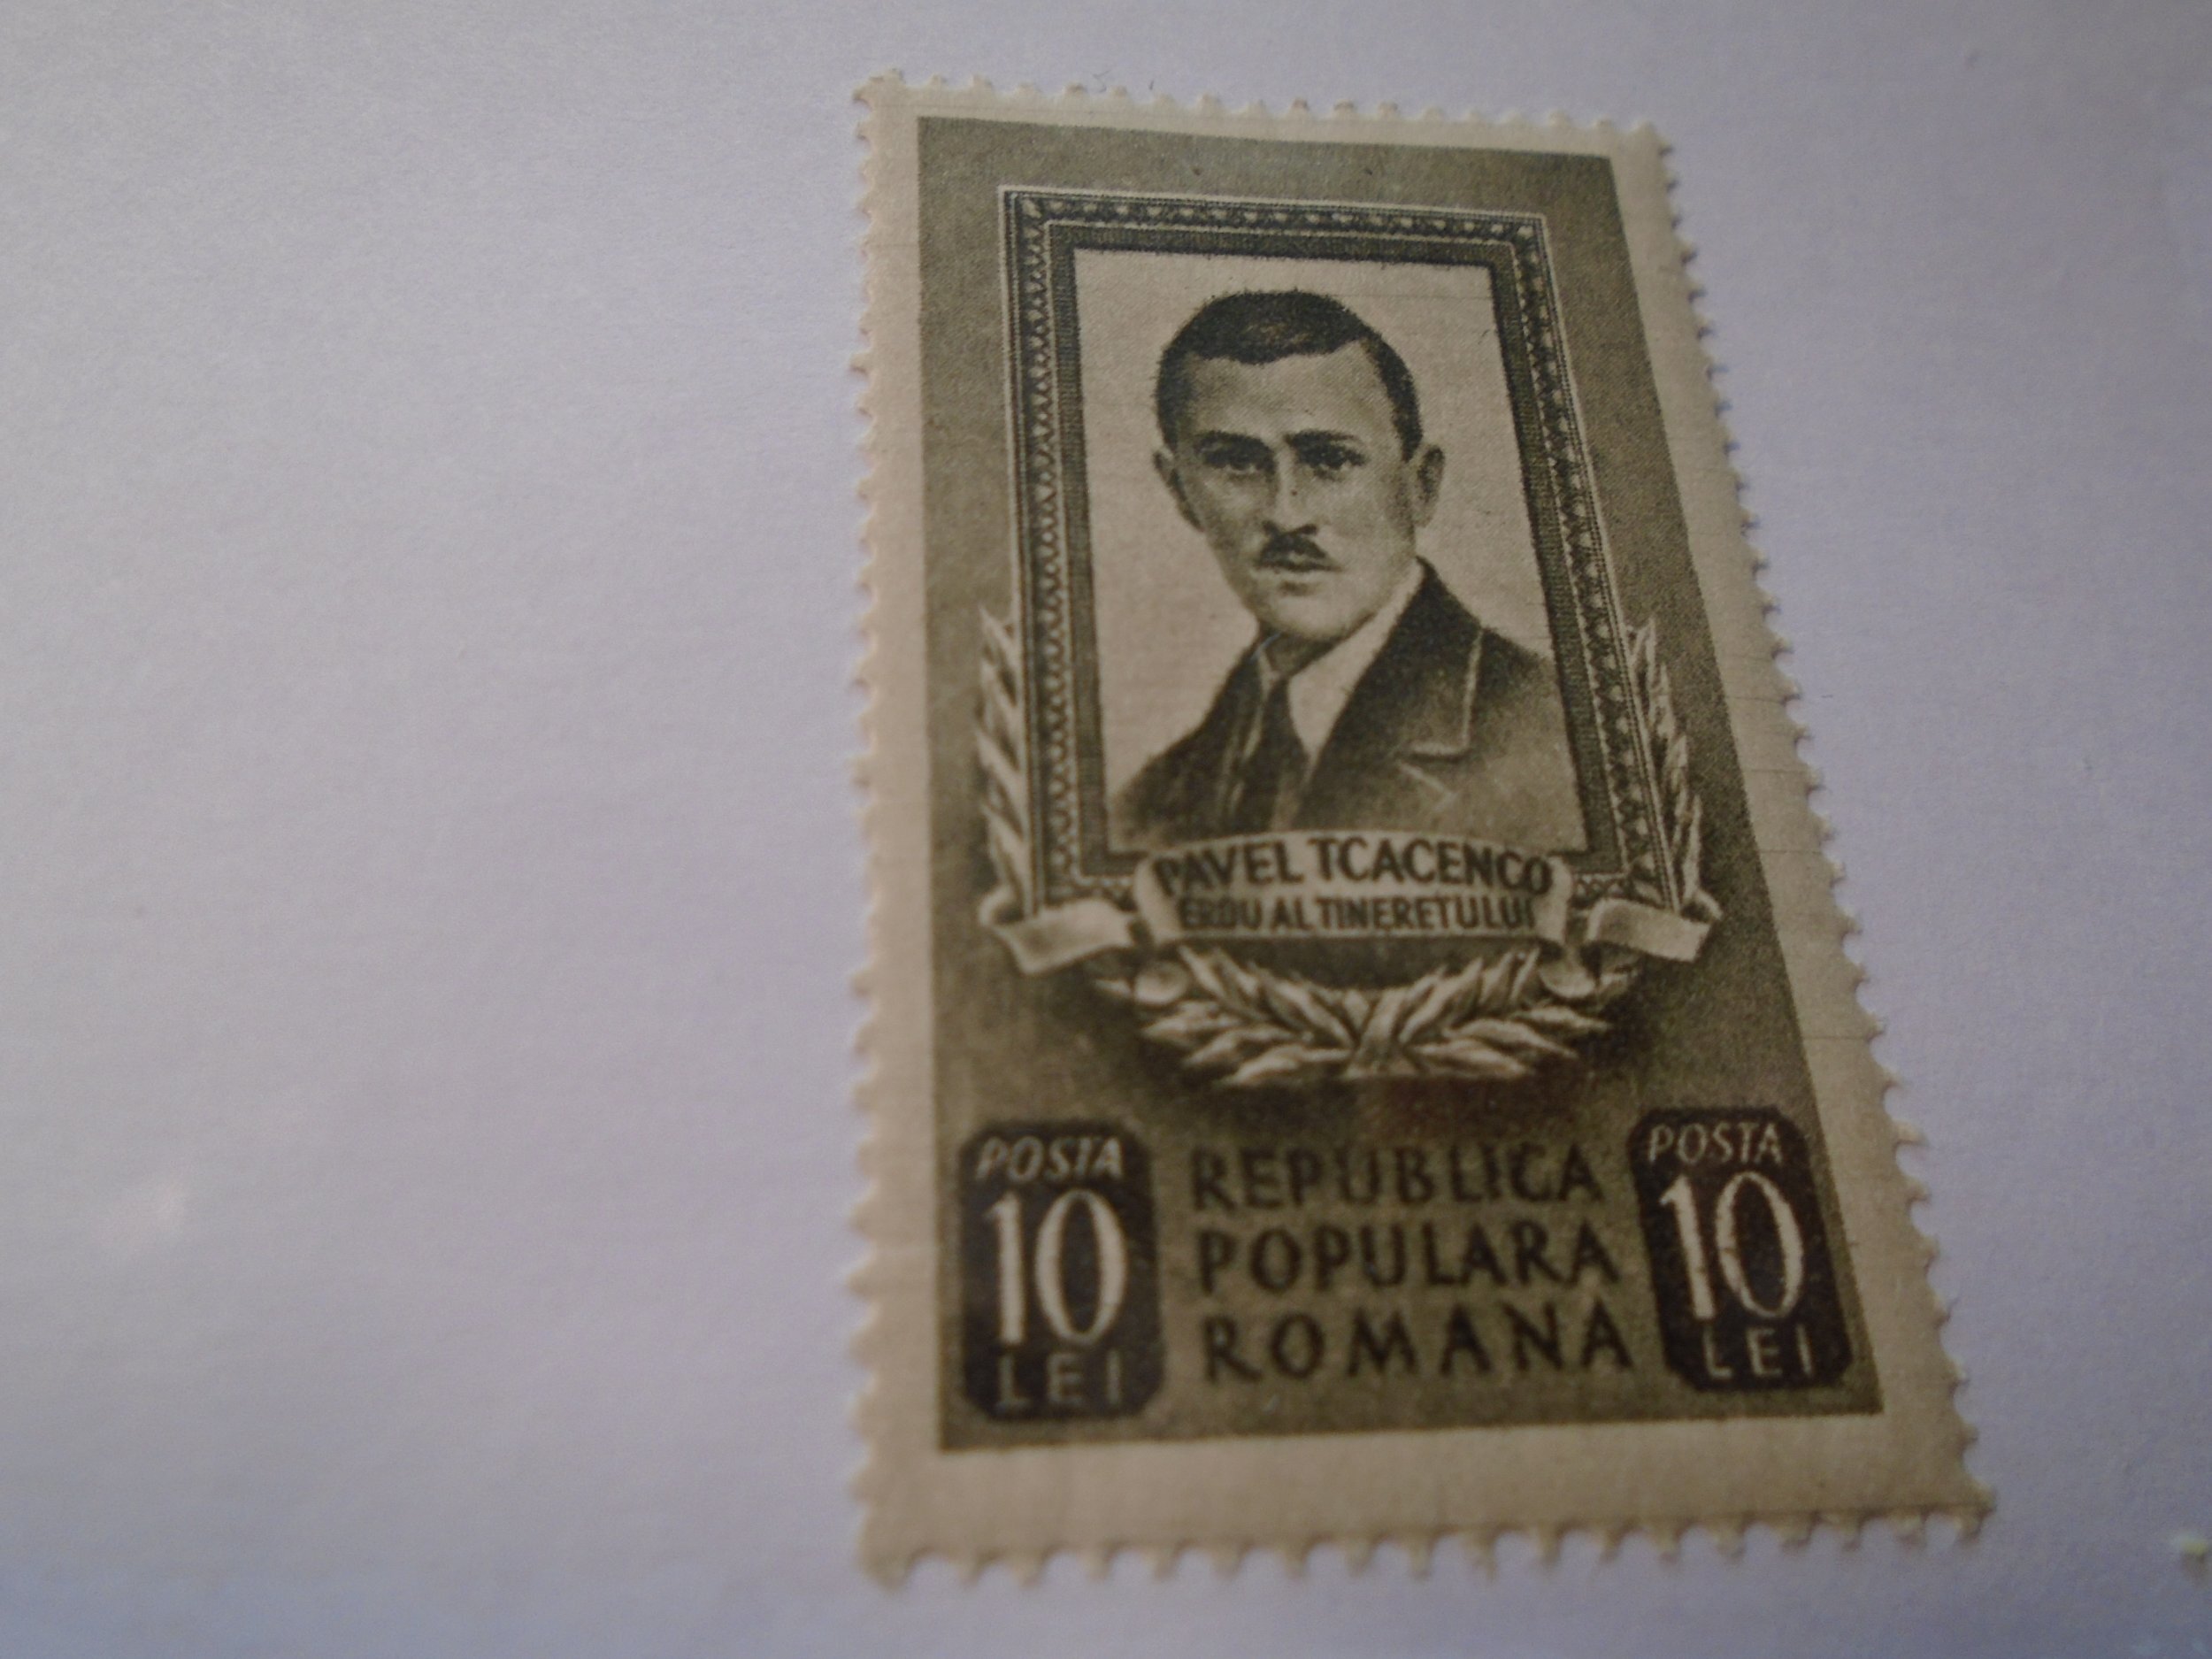 PAVEL TCACENCO
EROU AL TINERETULUI
POSTA
10
LEI
REPUBLICA
POPULARA
ROMANA
POSTA
10
LEI